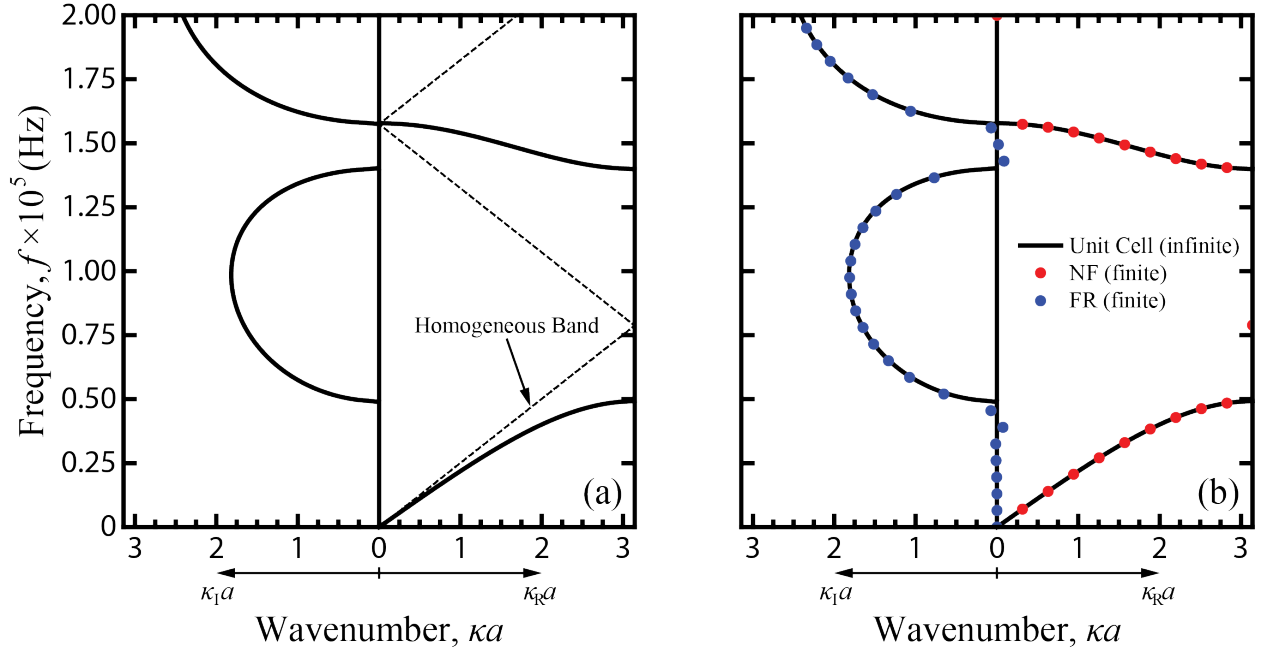 Frequency, f × 10⁵ (Hz)
2.00
1.75
1.50
1.25
1.00
0.75
0.50
0.25
0
Homogeneous Band
(a)
3 2 1 0 1 2 3
κIa κRa
Wavenumber, κa
Unit Cell (infinite)
NF (finite)
FR (finite)
(b)
3 2 1 0 1 2 3
κIa κRa
Wavenumber, κa